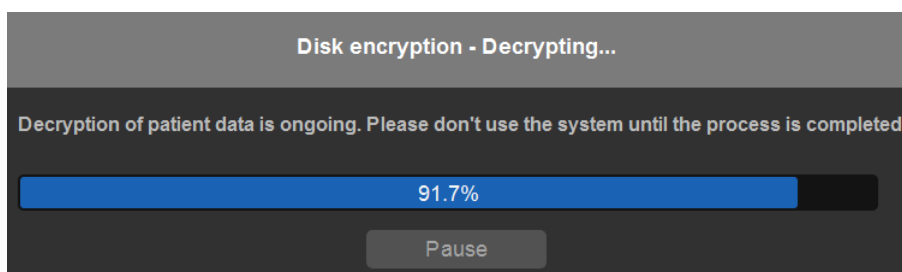 Disk encryption - Decrypting...
Decryption of patient data is ongoing. Please don't use the system until the process is completed
91.7%
Pause